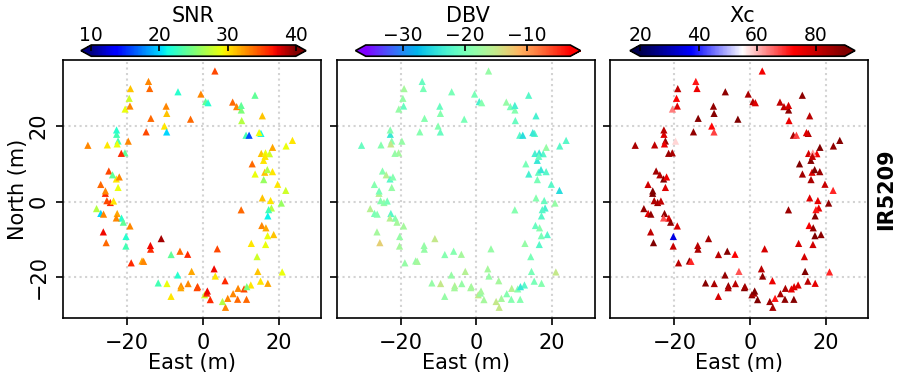 SNR DBV Xc
10 20 30 40 −30 −20 −10 20 40 60 80
20
0
−20
North (m)
IR5209
−20 0 20 −20 0 20 −20 0 20
East (m) East (m) East (m)